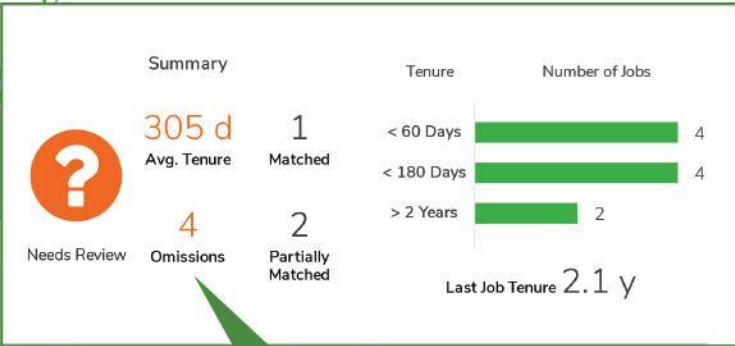 Summary
305 d
Avg. Tenure
1
Matched
?
Needs Review
4
Omissions
2
Partially
Matched
Tenure
Number of Jobs
< 60 Days
4
< 180 Days
4
> 2 Years
2
Last Job Tenure 2.1 y